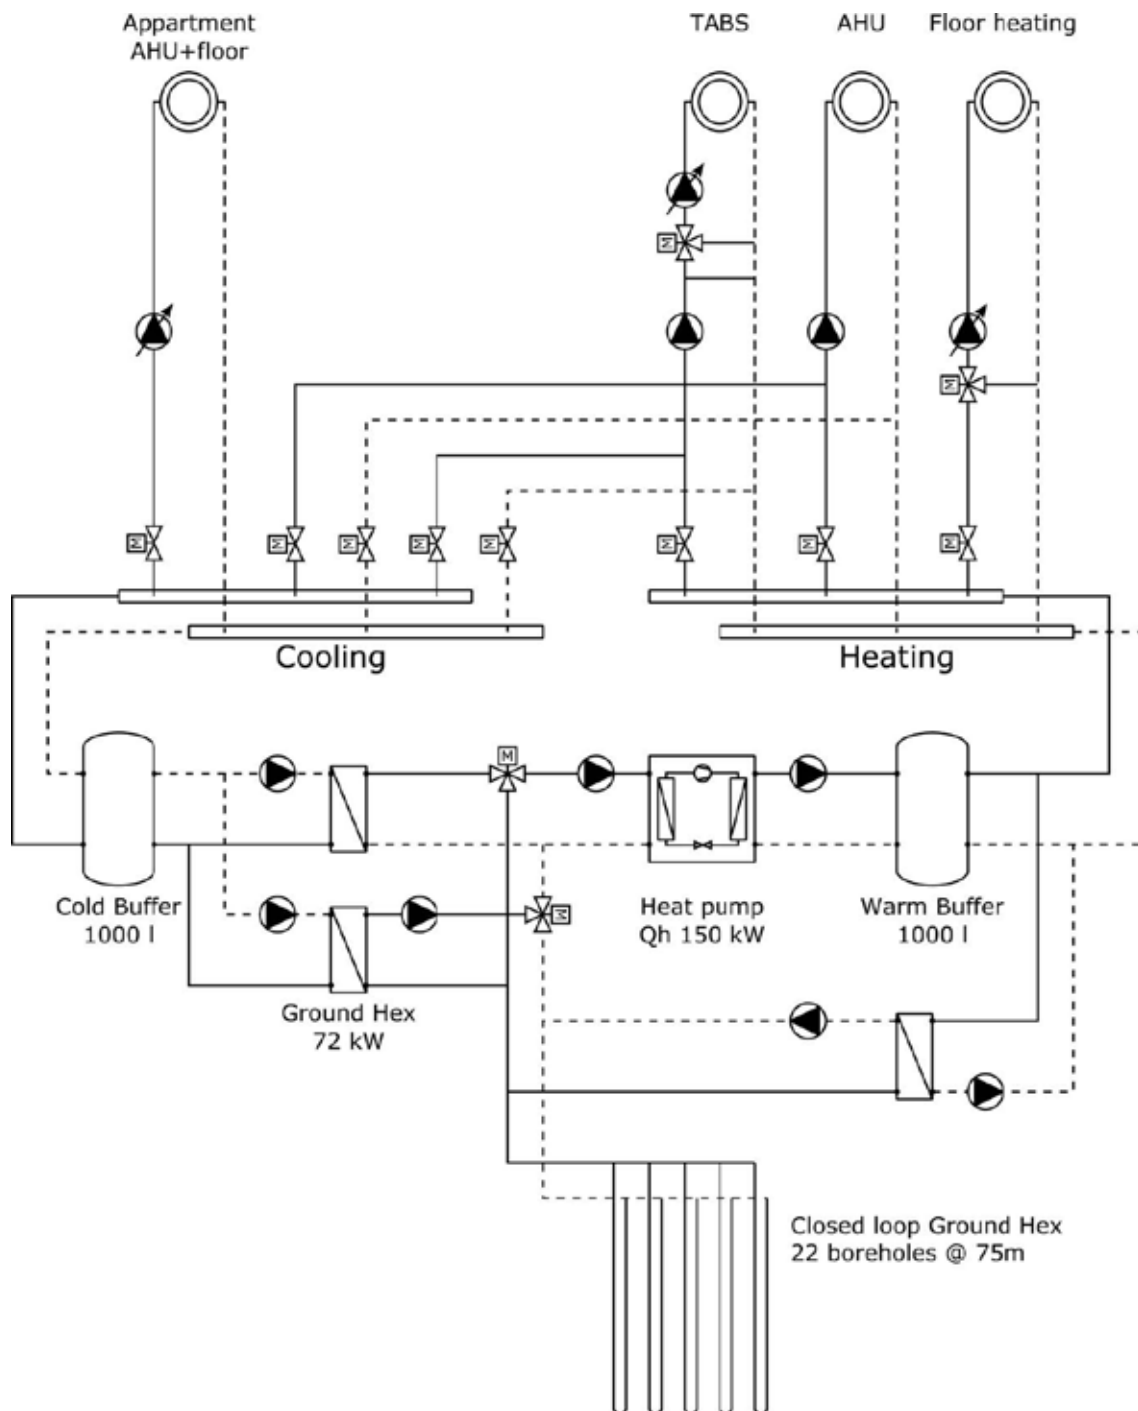 Appartment
AHU+floor
TABS
AHU
Floor heating
M
M
M
M
M
M
M
M
M
M
Cooling
Heating
M
Cold Buffer
1000 l
M
Heat pump
Qh 150 kW
Warm Buffer
1000 l
Ground Hex
72 kW
Closed loop Ground Hex
22 boreholes @ 75m